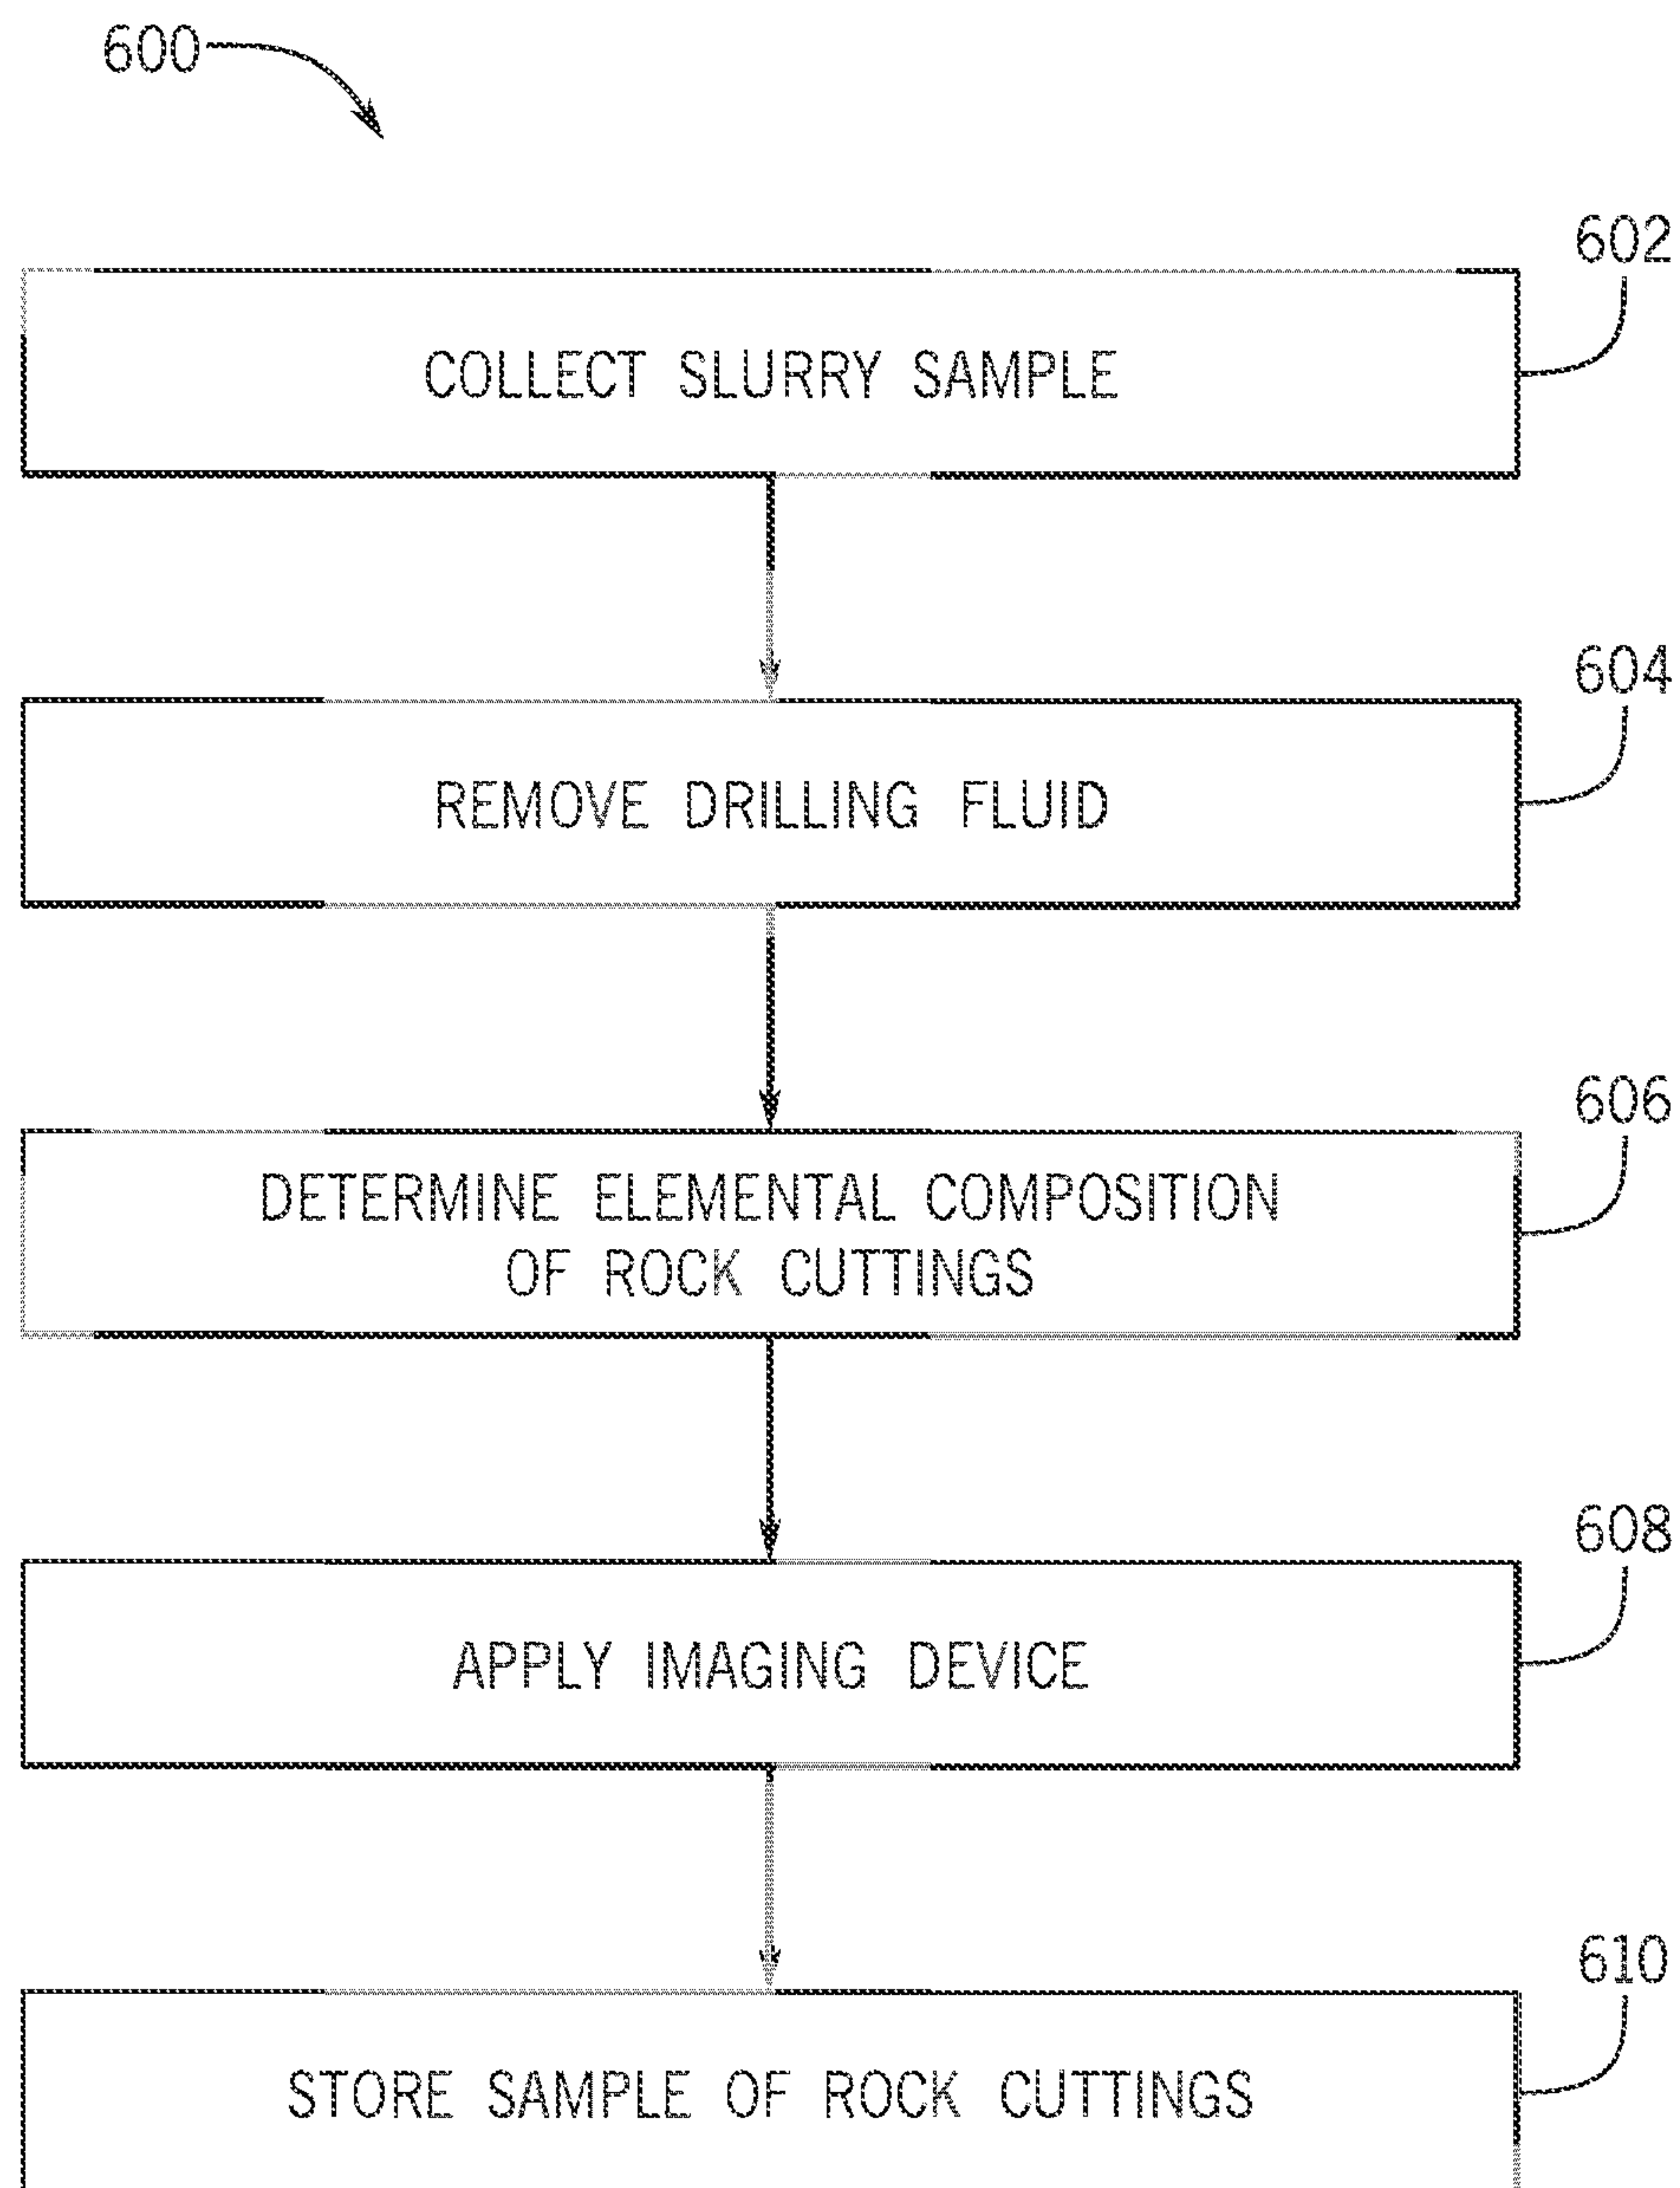 600
602
COLLECT SLURRY SAMPLE
604
REMOVE DRILLING FLUID
606
DETERMINE ELEMENTAL COMPOSITION
OF ROCK CUTTINGS
608
APPLY IMAGING DEVICE
610
STORE SAMPLE OF ROCK CUTTINGS